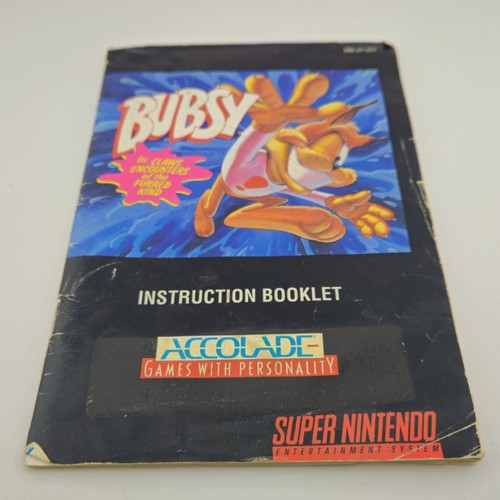 BUBSY
in: CLAWS
ENCOUNTERS
of the
FURRED
KIND
INSTRUCTION BOOKLET
ACCOLADE
GAMES WITH PERSONALITY
SUPER NINTENDO
ENTERTAINMENT SYSTEM